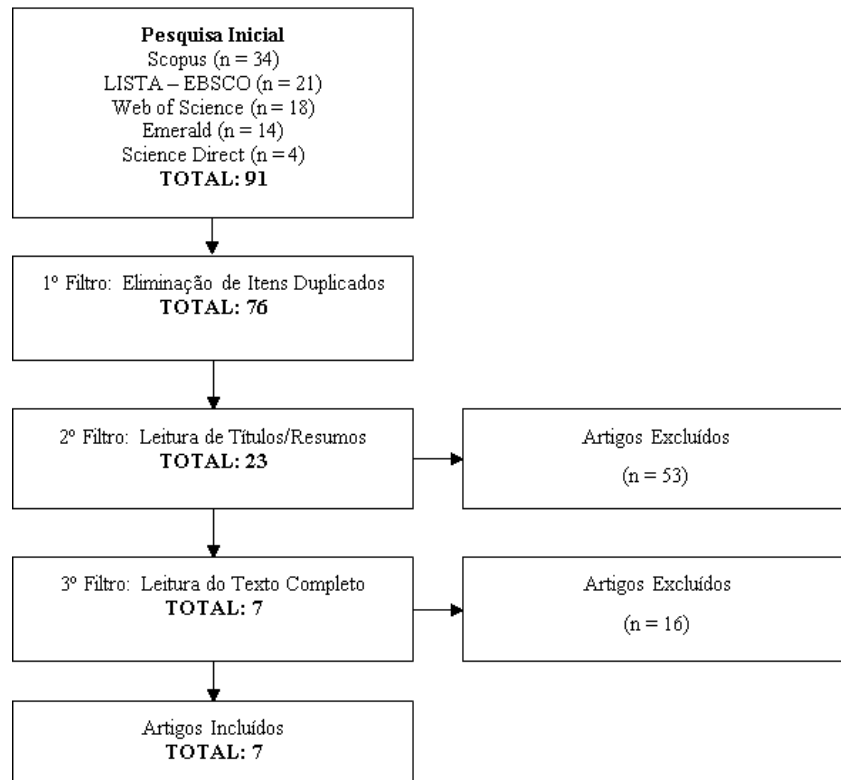 Pesquisa Inicial
Scopus (n = 34)
LISTA – EBSCO (n = 21)
Web of Science (n = 18)
Emerald (n = 14)
Science Direct (n = 4)
TOTAL: 91
1º Filtro: Eliminação de Itens Duplicados
TOTAL: 76
2º Filtro: Leitura de Títulos/Resumos
TOTAL: 23
Artigos Excluídos
(n = 53)
3º Filtro: Leitura do Texto Completo
TOTAL: 7
Artigos Excluídos
(n = 16)
Artigos Incluídos
TOTAL: 7